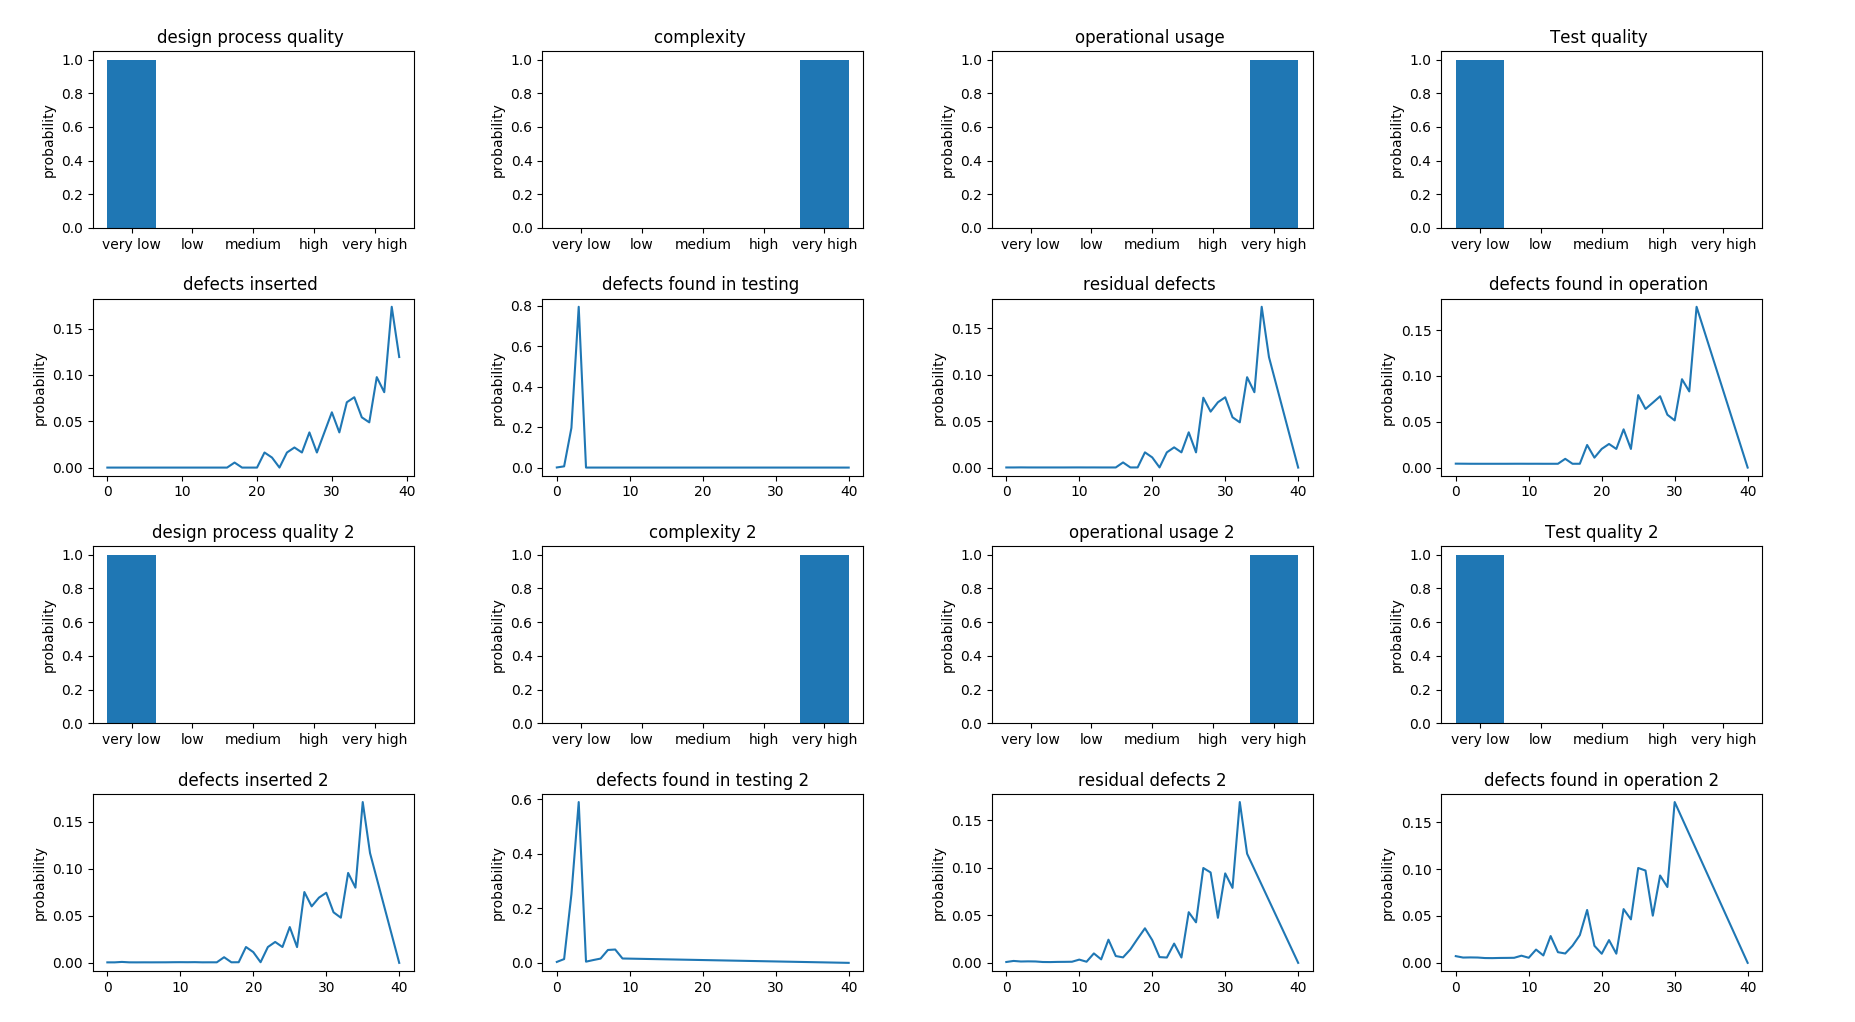 design process quality
complexity
operational usage
Test quality
probability
1.0
0.8
0.6
0.4
0.2
0.0
very low low medium high very high
probability
1.0
0.8
0.6
0.4
0.2
0.0
very low low medium high very high
probability
1.0
0.8
0.6
0.4
0.2
0.0
very low low medium high very high
probability
1.0
0.8
0.6
0.4
0.2
0.0
very low low medium high very high
defects inserted
defects found in testing
residual defects
defects found in operation
probability
0.15
0.10
0.05
0.00
0 10 20 30 40
probability
0.8
0.6
0.4
0.2
0.0
0 10 20 30 40
probability
0.15
0.10
0.05
0.00
0 10 20 30 40
probability
0.15
0.10
0.05
0.00
0 10 20 30 40
design process quality 2
complexity 2
operational usage 2
Test quality 2
probability
1.0
0.8
0.6
0.4
0.2
0.0
very low low medium high very high
probability
1.0
0.8
0.6
0.4
0.2
0.0
very low low medium high very high
probability
1.0
0.8
0.6
0.4
0.2
0.0
very low low medium high very high
probability
1.0
0.8
0.6
0.4
0.2
0.0
very low low medium high very high
defects inserted 2
defects found in testing 2
residual defects 2
defects found in operation 2
probability
0.15
0.10
0.05
0.00
0 10 20 30 40
probability
0.6
0.4
0.2
0.0
0 10 20 30 40
probability
0.15
0.10
0.05
0.00
0 10 20 30 40
probability
0.15
0.10
0.05
0.00
0 10 20 30 40